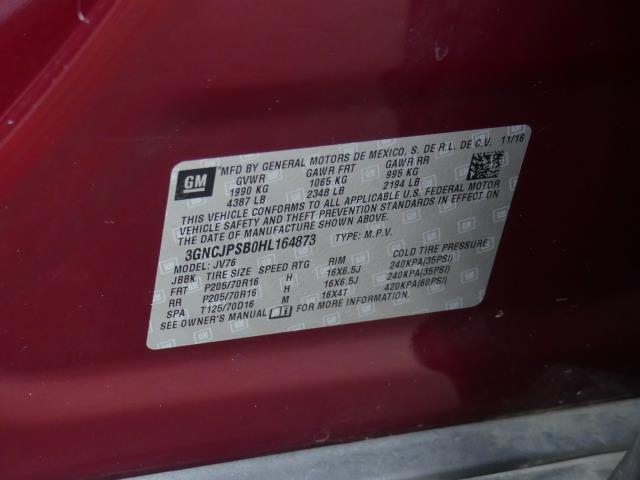 GM
MFD BY GENERAL MOTORS DE MEXICO, S. DE R.L. DE C.V. 11/16
GVWR GAWR FRT GAWR RR
1990 KG 1065 KG 995 KG
4387 LB 2348 LB 2194 LB
THIS VEHICLE CONFORMS TO ALL APPLICABLE U.S. FEDERAL MOTOR
VEHICLE SAFETY AND THEFT PREVENTION STANDARDS IN EFFECT ON
THE DATE OF MANUFACTURE SHOWN ABOVE.
3GNCJPSB0HL164873 TYPE: M.P.V.
MODEL: JV76
JBBK TIRE SIZE SPEED RTG RIM COLD TIRE PRESSURE
FRT P205/70R16 H 16X6.5J 240KPA(35PSI)
RR P205/70R16 H 16X6.5J 240KPA(35PSI)
SPA T125/70D16 M 16X4T 420KPA(60PSI)
SEE OWNER'S MANUAL FOR MORE INFORMATION.